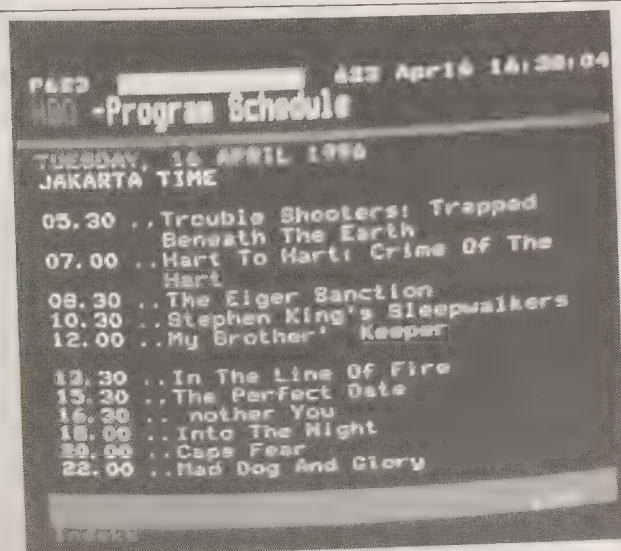 P623 623 Apr16 16:30:04
-Program Schedule
TUESDAY, 16 APRIL 1996
JAKARTA TIME
05.30 ..Trouble Shooters: Trapped
Beneath The Earth
07.00 ..Hart To Hart: Crime Of The
Hart
08.30 ..The Eiger Sanction
10.30 ..Stephen King's Sleepwalkers
12.00 ..My Brother' Keeper
13.30 ..In The Line Of Fire
15.30 ..The Perfect Date
16.30 .. nother You
18.00 ..Into The Night
20.00 ..Cape Fear
22.00 ..Mad Dog And Glory